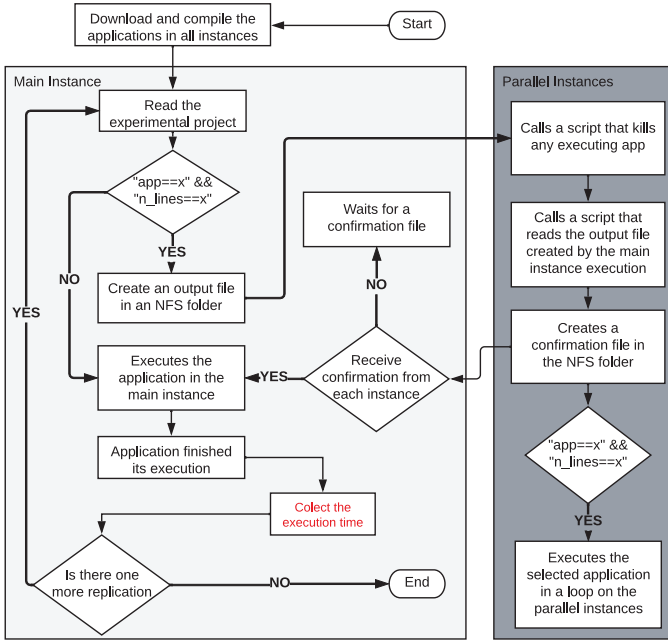 Download and compile the
applications in all instances
Start
Main Instance
Read the
experimental project
"app==x" &&
"n_lines==x"
YES
NO
Create an output file
in an NFS folder
Waits for a
confirmation file
NO
YES
Executes the
application in the
main instance
YES
Receive
confirmation from
each instance
Application finished
its execution
Colect the
execution time
Is there one
more replication
NO
End
Parallel Instances
Calls a script that kills
any executing app
Calls a script that
reads the output file
created by the main
instance execution
Creates a
confirmation file in
the NFS folder
"app==x" &&
"n_lines==x"
YES
Executes the
selected application
in a loop on the
parallel instances